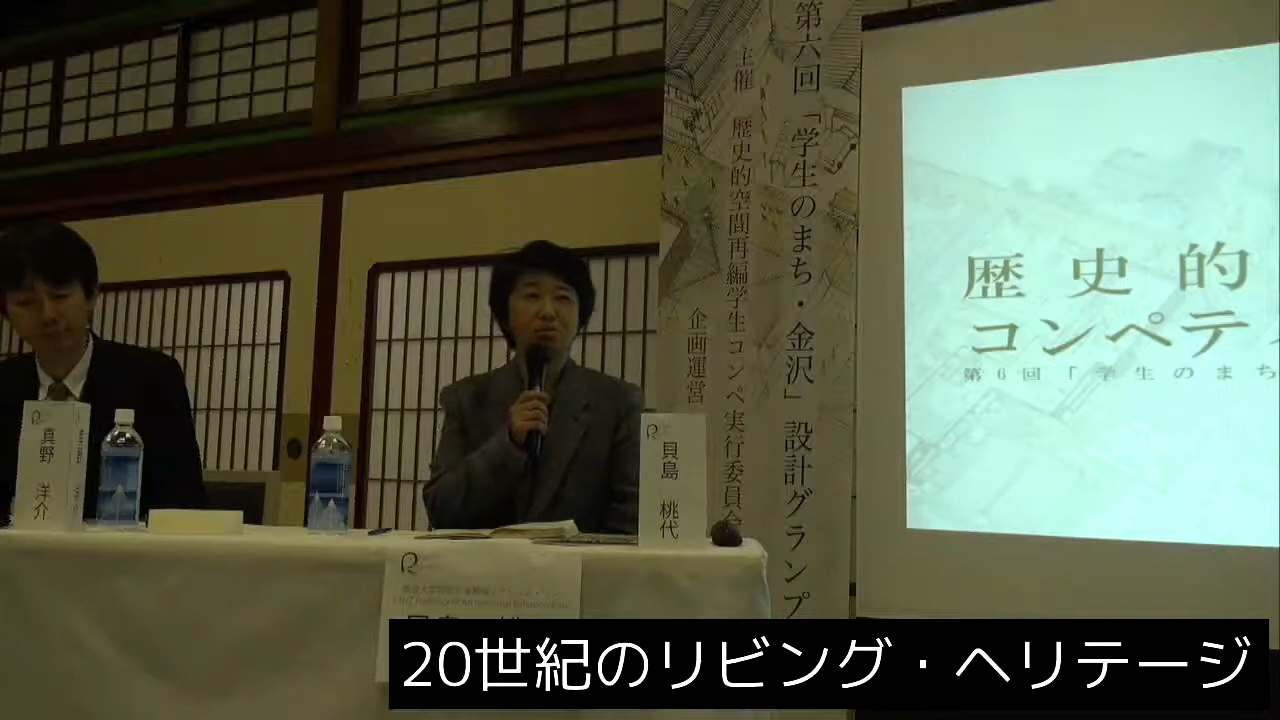 第六回「学生のまち・金沢」設計グランプ
主催 歴史的空間再編学生コンペ実行委員会
企画運営
歴史的
コンペテ
第6回「学生のまち
真野 洋介
貝島 桃代
R
R
R
20世紀のリビング・ヘリテージ